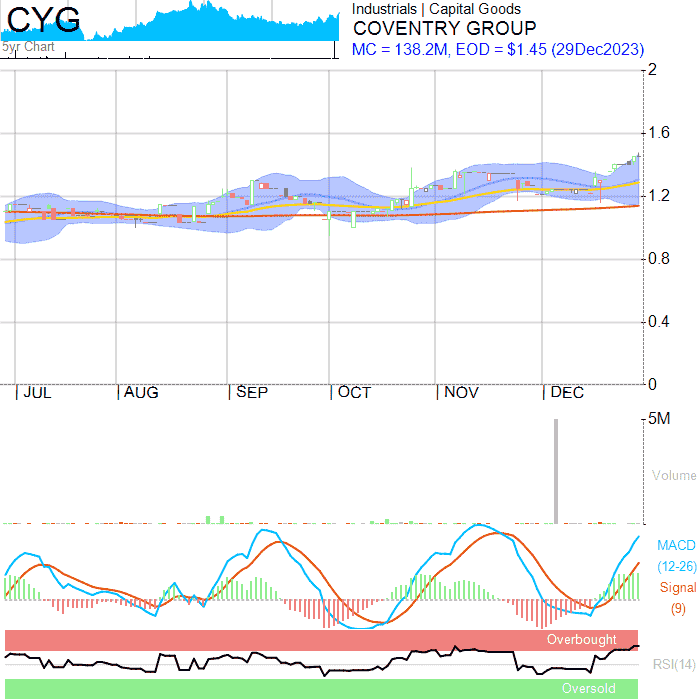 CYG
5yr Chart
Industrials | Capital Goods
COVENTRY GROUP
MC = 138.2M, EOD = $1.45 (29Dec2023)
2
1.6
1.2
0.8
0.4
0
| JUL | AUG | SEP | OCT | NOV | DEC
5M
Volume
MACD
(12-26)
Signal
(9)
Overbought
RSI(14)
Oversold